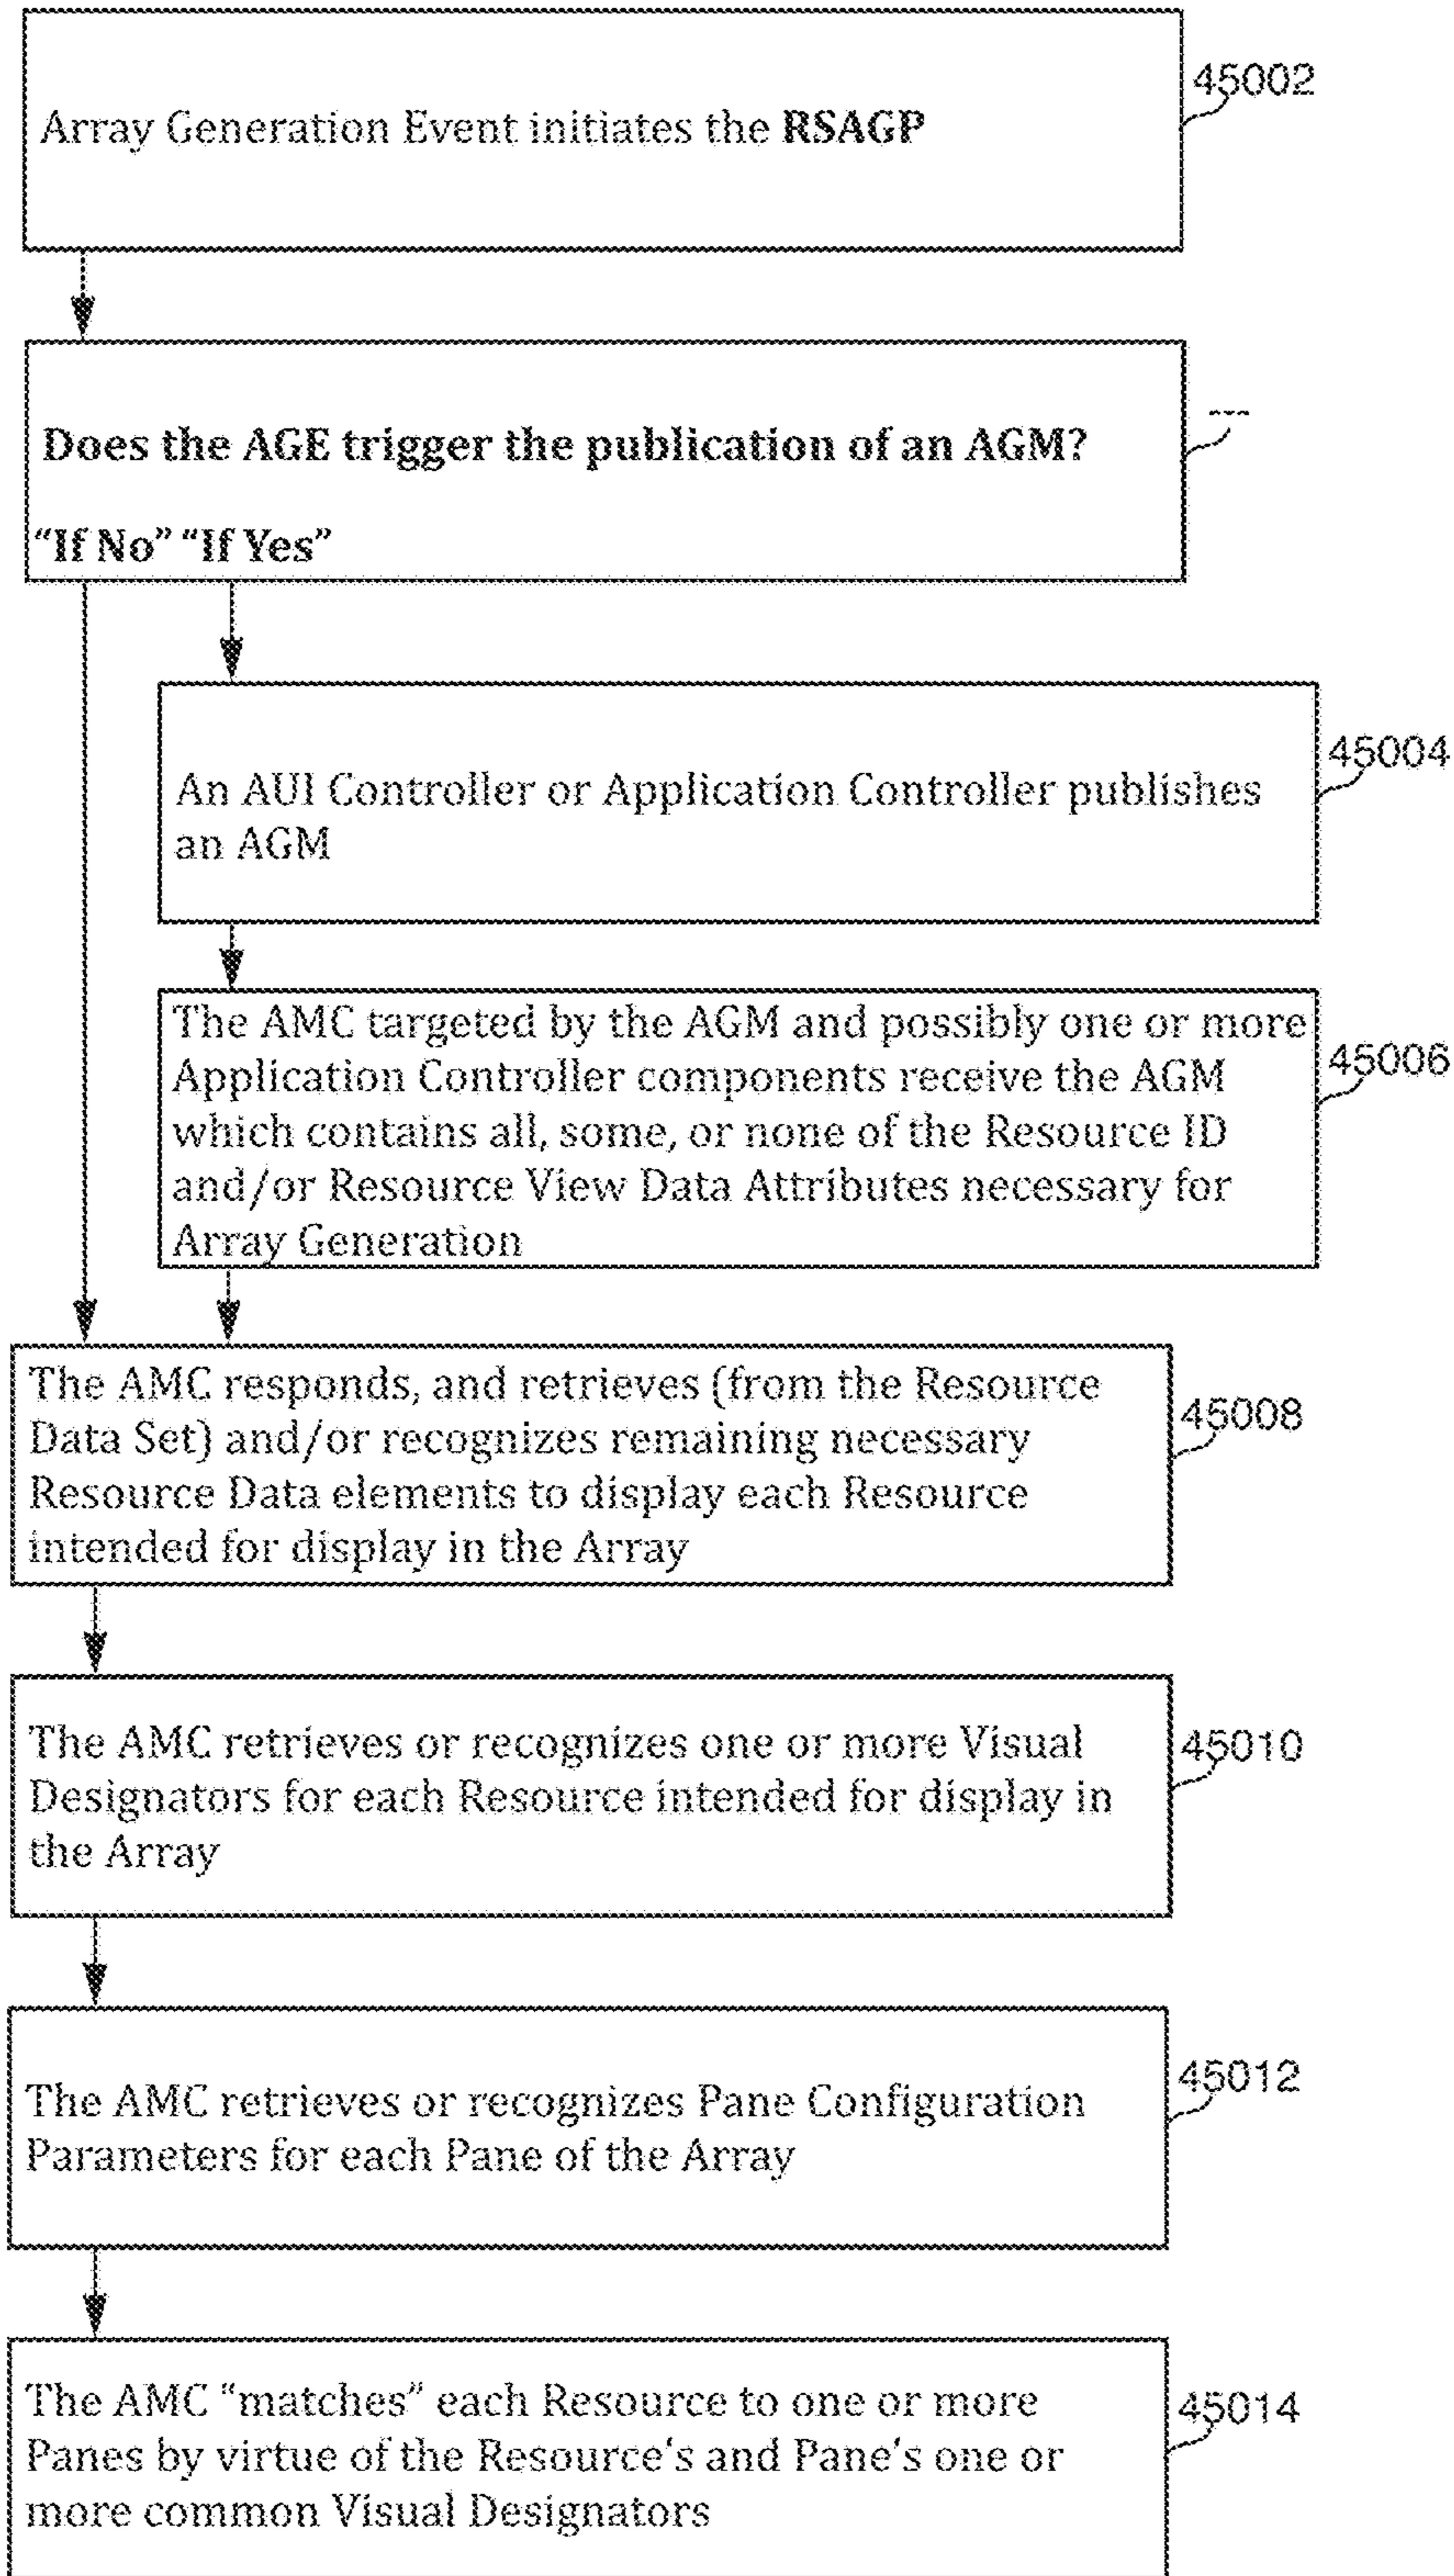 Array Generation Event initiates the RSAGP
45002
Does the AGE trigger the publication of an AGM?
---
“If No” “If Yes”
An AUI Controller or Application Controller publishes
an AGM
45004
The AMC targeted by the AGM and possibly one or more
Application Controller components receive the AGM
which contains all, some, or none of the Resource ID
and/or Resource View Data Attributes necessary for
Array Generation
45006
The AMC responds, and retrieves (from the Resource
Data Set) and/or recognizes remaining necessary
Resource Data elements to display each Resource
intended for display in the Array
45008
The AMC retrieves or recognizes one or more Visual
Designators for each Resource intended for display in
the Array
45010
The AMC retrieves or recognizes Pane Configuration
Parameters for each Pane of the Array
45012
The AMC “matches” each Resource to one or more
Panes by virtue of the Resource's and Pane's one or
more common Visual Designators
45014